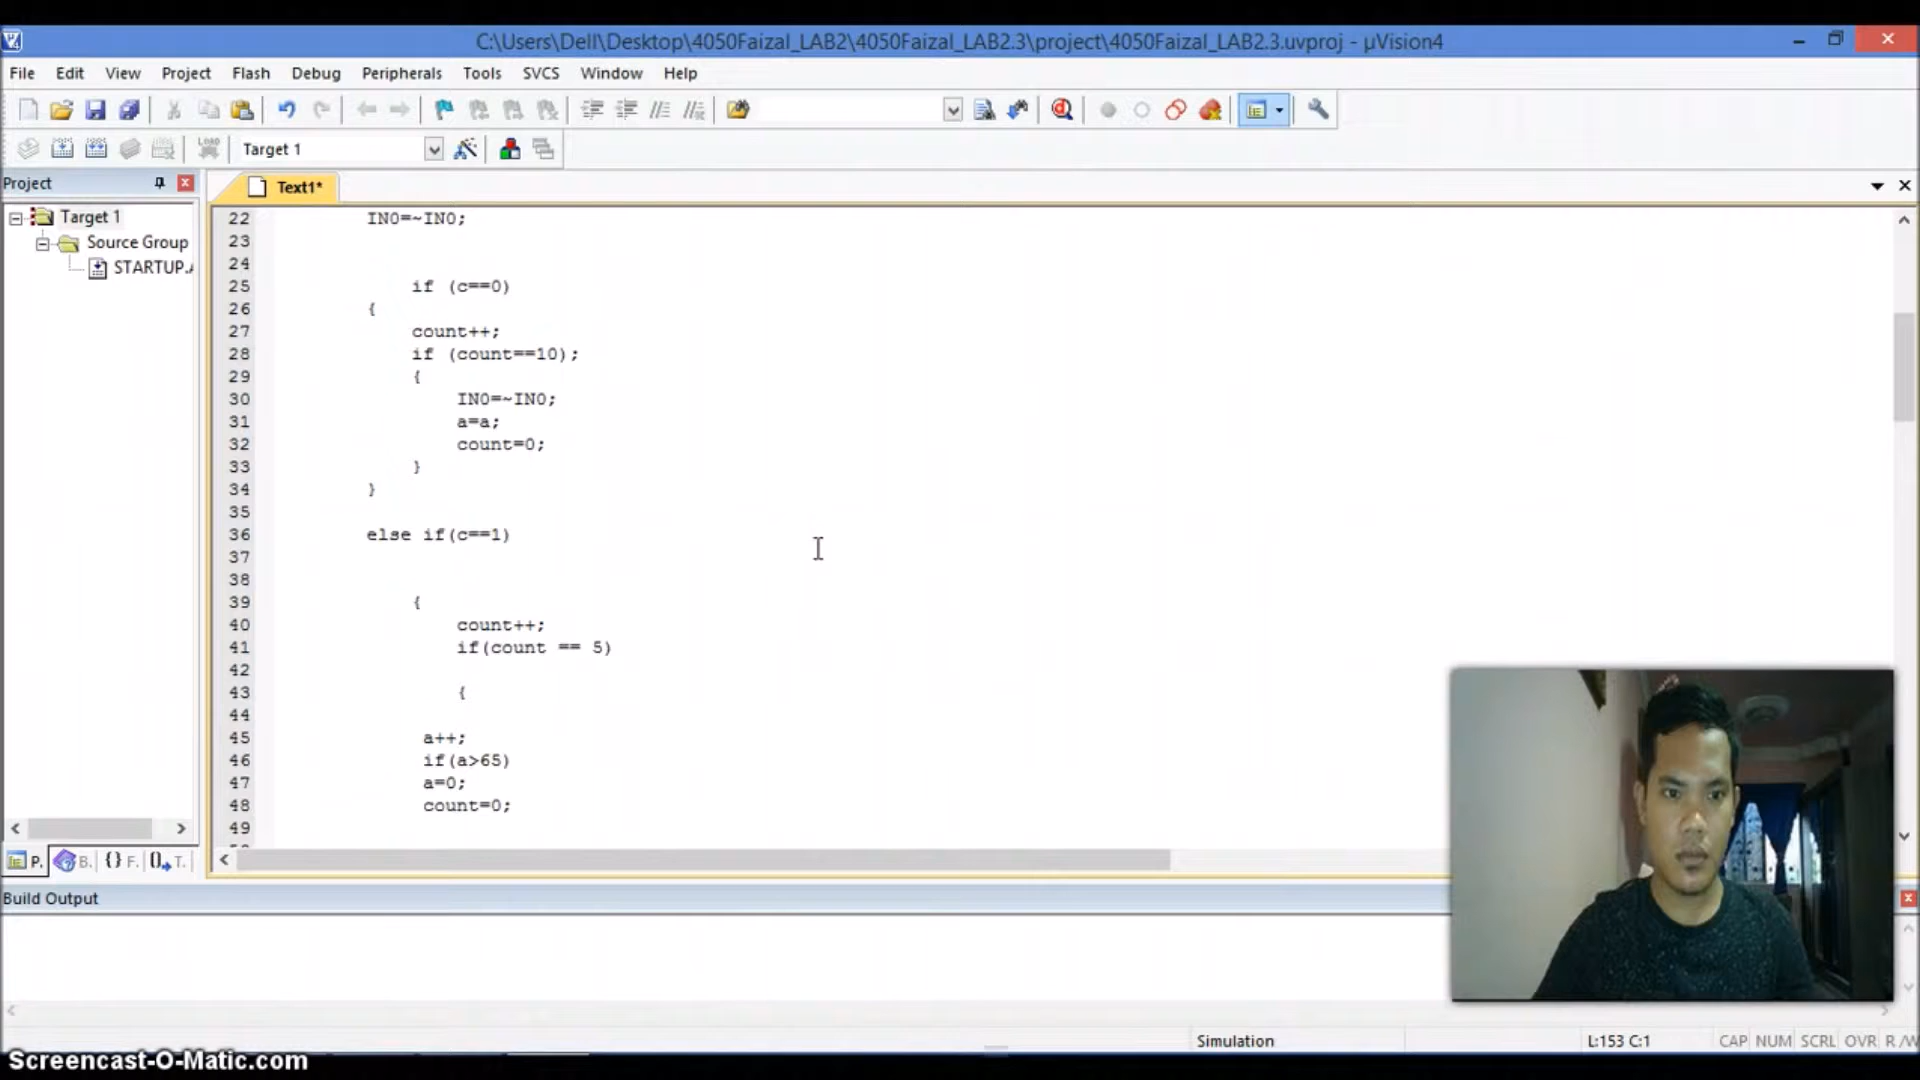 C:\Users\Dell\Desktop\4050Faizal_LAB2\4050Faizal_LAB2.3\project\4050Faizal_LAB2.3.uvproj - µVision4
File Edit View Project Flash Debug Peripherals Tools SVCS Window Help
LOAD Target 1
Project
Text1*
Target 1
Source Group
STARTUP.A
22 IN0=~IN0;
23
24
25 if (c==0)
26 {
27 count++;
28 if (count==10);
29 {
30 IN0=~IN0;
31 a=a;
32 count=0;
33 }
34 }
35
36 else if(c==1)
37
38
39 {
40 count++;
41 if(count == 5)
42
43 {
44
45 a++;
46 if(a>65)
47 a=0;
48 count=0;
49
P. B. {} F. T.
Build Output
Simulation L:153 C:1 CAP NUM SCRL OVR R/W
Screencast-O-Matic.com